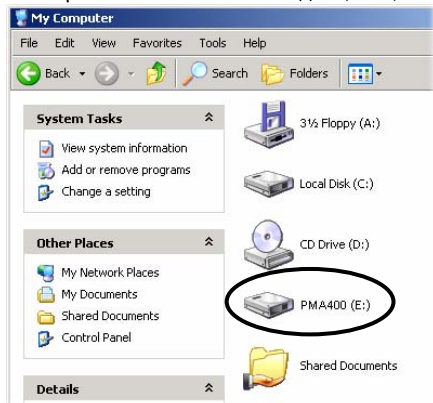 My Computer
File Edit View Favorites Tools Help
Back Search Folders
System Tasks
View system information
Add or remove programs
Change a setting
Other Places
My Network Places
My Documents
Shared Documents
Control Panel
Details
3½ Floppy (A:)
Local Disk (C:)
CD Drive (D:)
PMA400 (E:)
Shared Documents